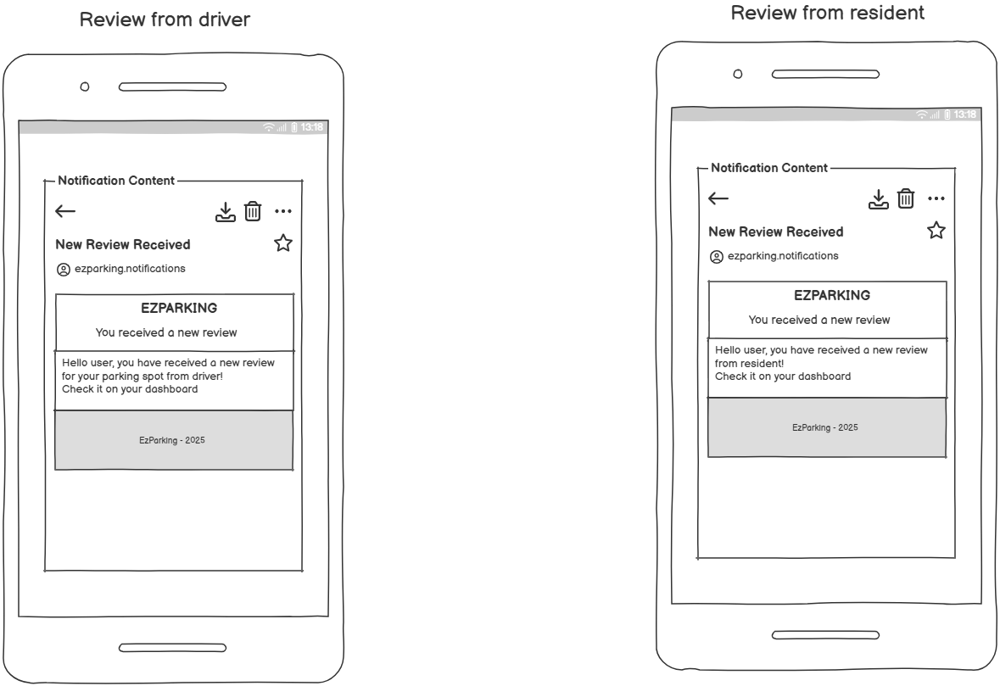 Review from driver
13:18
Notification Content
New Review Received
ezparking.notifications
EZPARKING
You received a new review
Hello user, you have received a new review
for your parking spot from driver!
Check it on your dashboard
EzParking - 2025
Review from resident
13:18
Notification Content
New Review Received
ezparking.notifications
EZPARKING
You received a new review
Hello user, you have received a new review
from resident!
Check it on your dashboard
EzParking - 2025